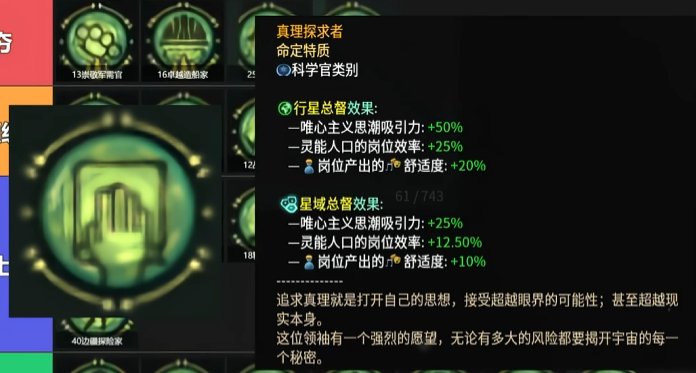 夯
13崇敬军需官
16卓越造船家
25
真理探求者
命定特质
科学官类别
行星总督效果:
—唯心主义思潮吸引力: +50%
—灵能人口的岗位效率: +25%
—岗位产出的舒适度: +20%
61 / 743
星域总督效果:
—唯心主义思潮吸引力: +25%
—灵能人口的岗位效率: +12.50%
—岗位产出的舒适度: +10%
--------------
追求真理就是打开自己的思想，接受超越眼界的可能性；甚至超越现
实本身。
这位领袖有一个强烈的愿望，无论有多大的风险都要揭开宇宙的每一
个秘密。
40边疆探险家